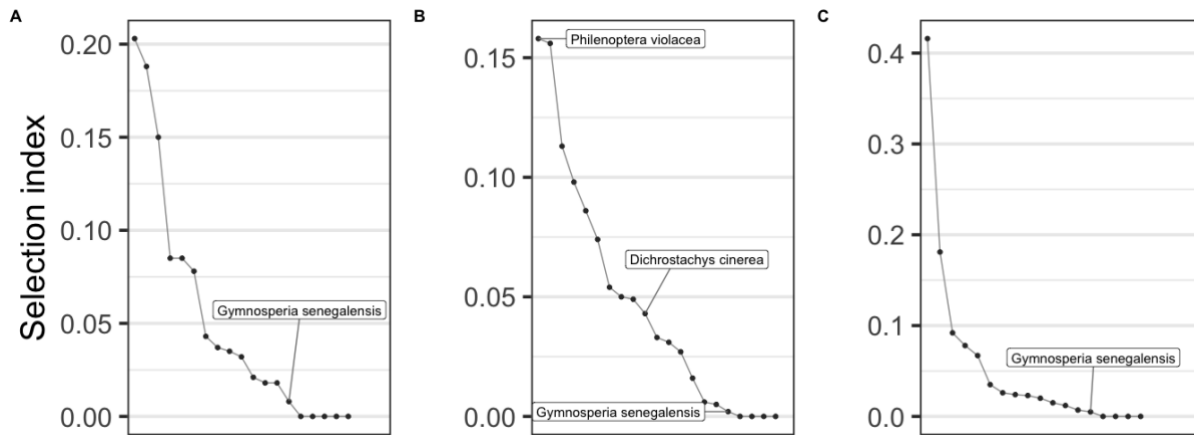 A
B
C
Selection index
0.20
0.15
0.10
0.05
0.00
Gymnosperia senegalensis
0.15
0.10
0.05
0.00
Philenoptera violacea
Dichrostachys cinerea
Gymnosperia senegalensis
0.4
0.3
0.2
0.1
0.0
Gymnosperia senegalensis